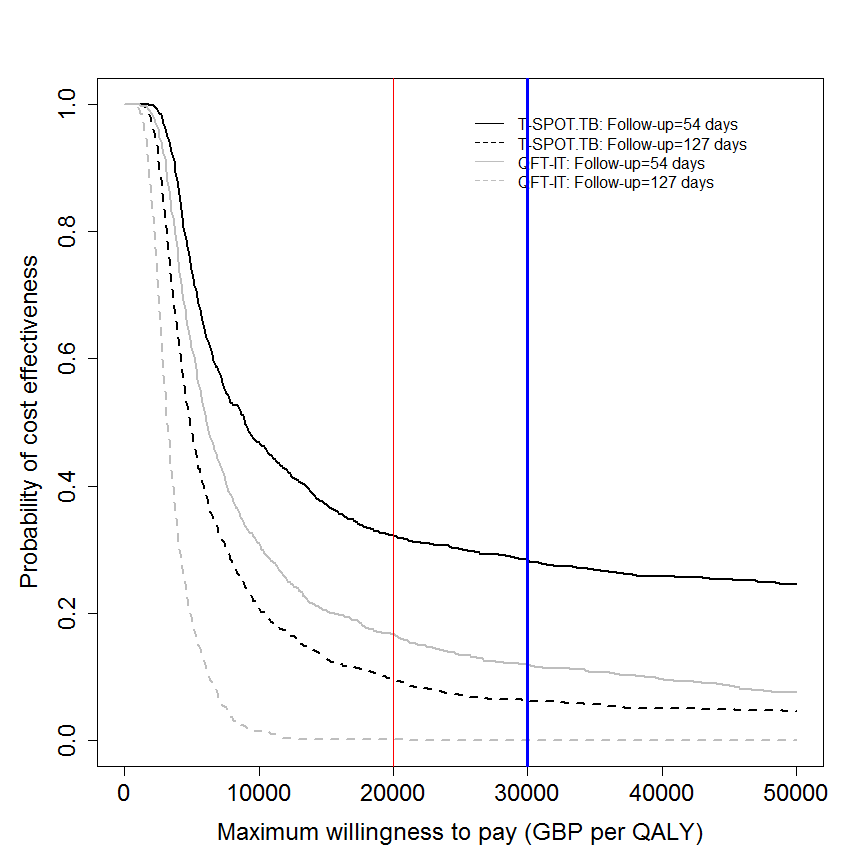 T-SPOT.TB: Follow-up=54 days
T-SPOT.TB: Follow-up=127 days
QFT-IT: Follow-up=54 days
QFT-IT: Follow-up=127 days
Probability of cost effectiveness
1.0
0.8
0.6
0.4
0.2
0.0
0 10000 20000 30000 40000 50000
Maximum willingness to pay (GBP per QALY)